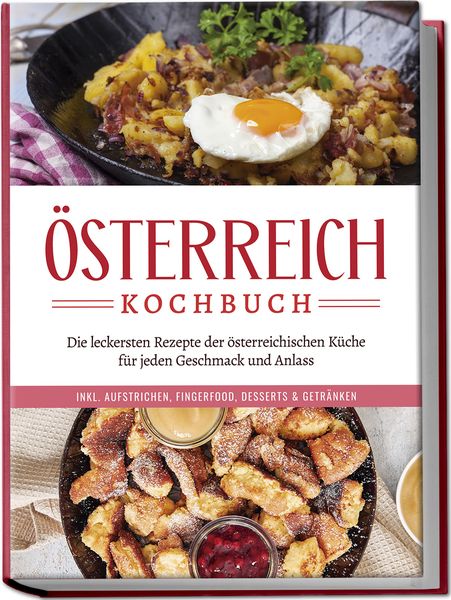 ÖSTERREICH
KOCHBUCH
Die leckersten Rezepte der österreichischen Küche
für jeden Geschmack und Anlass
INKL. AUFSTRICHEN, FINGERFOOD, DESSERTS & GETRÄNKEN